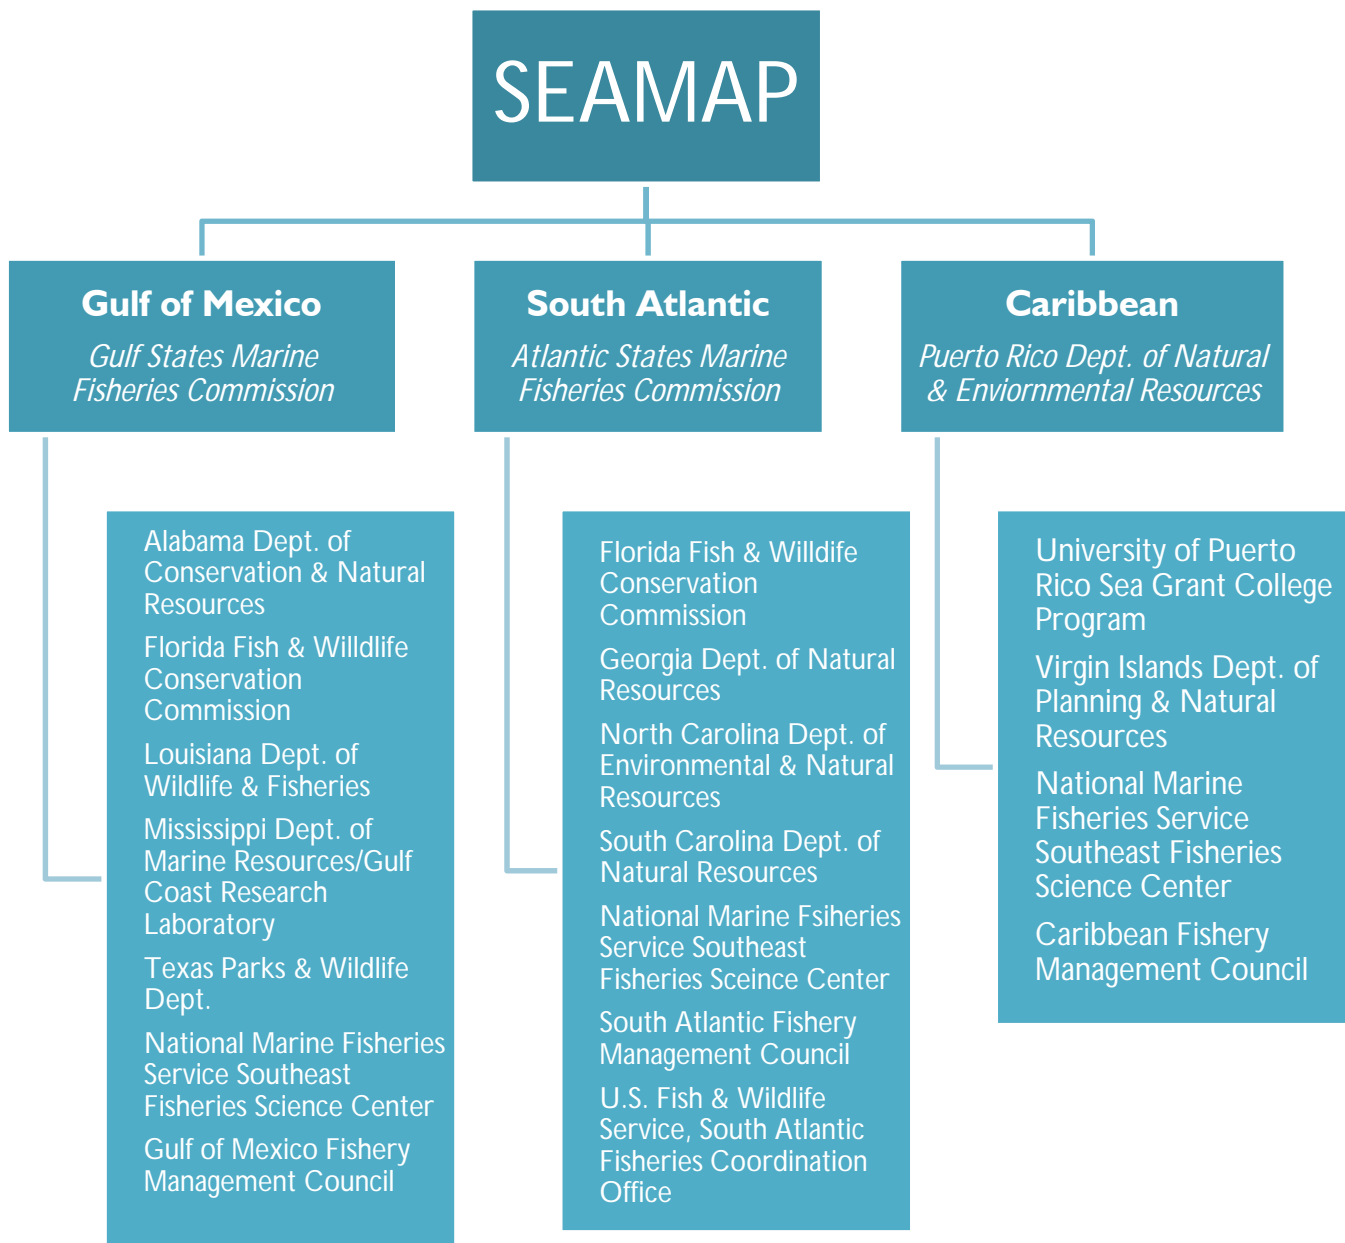 SEAMAP
Gulf of Mexico
Gulf States Marine
Fisheries Commission
South Atlantic
Atlantic States Marine
Fisheries Commission
Caribbean
Puerto Rico Dept. of Natural
& Enviornmental Resources
Alabama Dept. of
Conservation & Natural
Resources
Florida Fish & Willdlife
Conservation
Commission
Louisiana Dept. of
Wildlife & Fisheries
Mississippi Dept. of
Marine Resources/Gulf
Coast Research
Laboratory
Texas Parks & Wildlife
Dept.
National Marine Fisheries
Service Southeast
Fisheries Science Center
Gulf of Mexico Fishery
Management Council
Florida Fish & Willdife
Conservation
Commission
Georgia Dept. of Natural
Resources
North Carolina Dept. of
Environmental & Natural
Resources
South Carolina Dept. of
Natural Resources
National Marine Fsiheries
Service Southeast
Fisheries Sceince Center
South Atlantic Fishery
Management Council
U.S. Fish & Wildlife
Service, South Atlantic
Fisheries Coordination
Office
University of Puerto
Rico Sea Grant College
Program
Virgin Islands Dept. of
Planning & Natural
Resources
National Marine
Fisheries Service
Southeast Fisheries
Science Center
Caribbean Fishery
Management Council